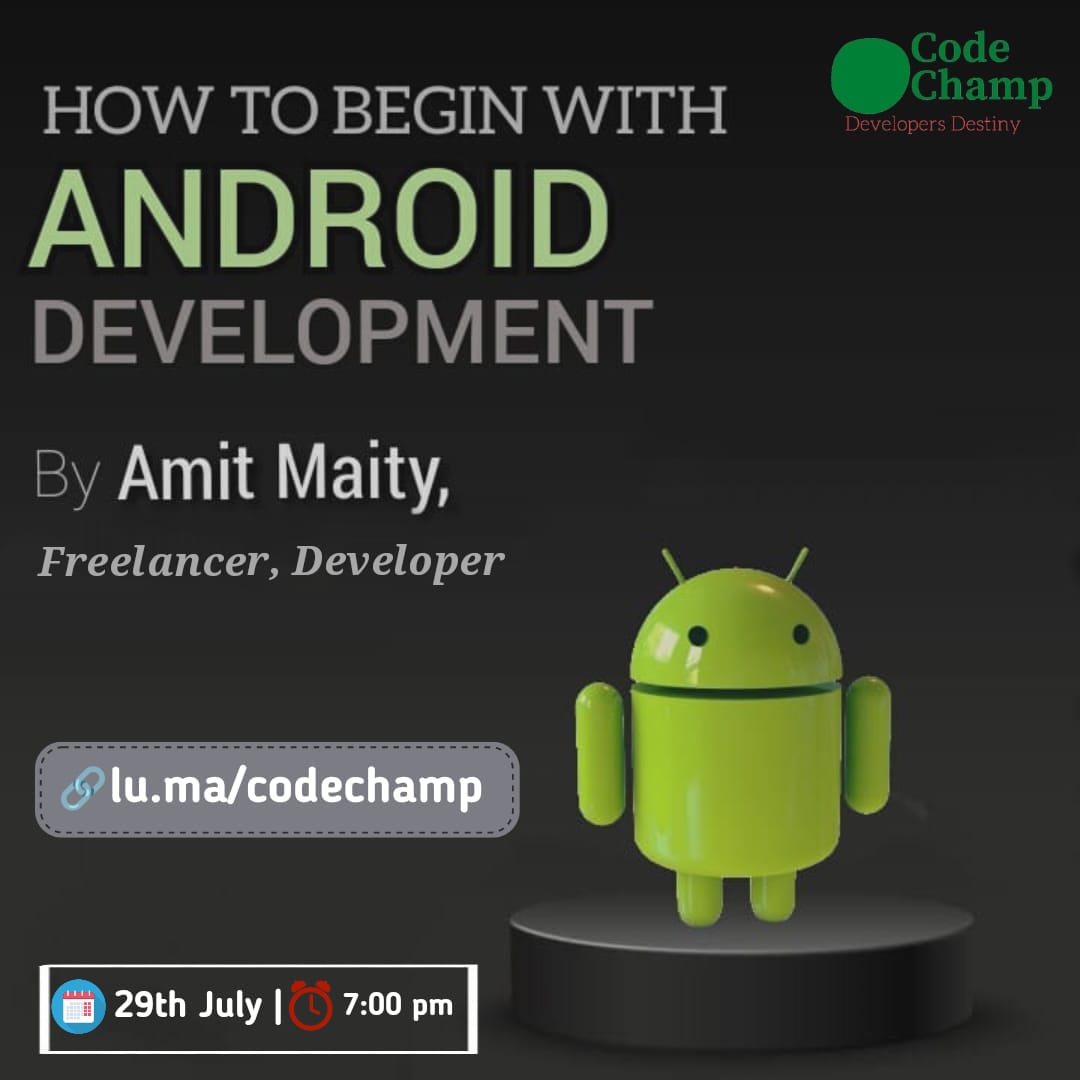 Code
Champ
Developers Destiny
HOW TO BEGIN WITH
ANDROID
DEVELOPMENT
By Amit Maity,
Freelancer, Developer
lu.ma/codechamp
29th July | 7:00 pm